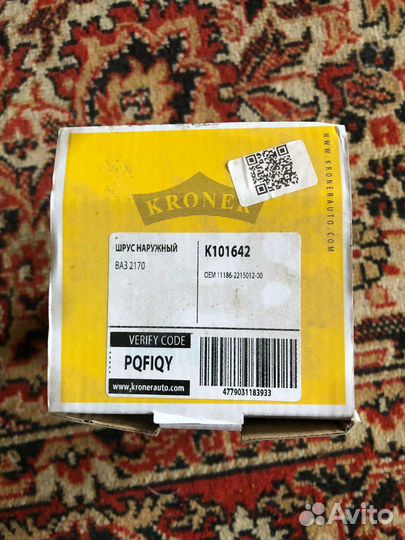 KRONER
WWW.KRONERAUTO.COM
ШРУС НАРУЖНЫЙ
ВАЗ 2170
K101642
OEM 11186-2215012-00
VERIFY CODE
PQFIQY
www.kronerauto.com
4779031183933
Avito